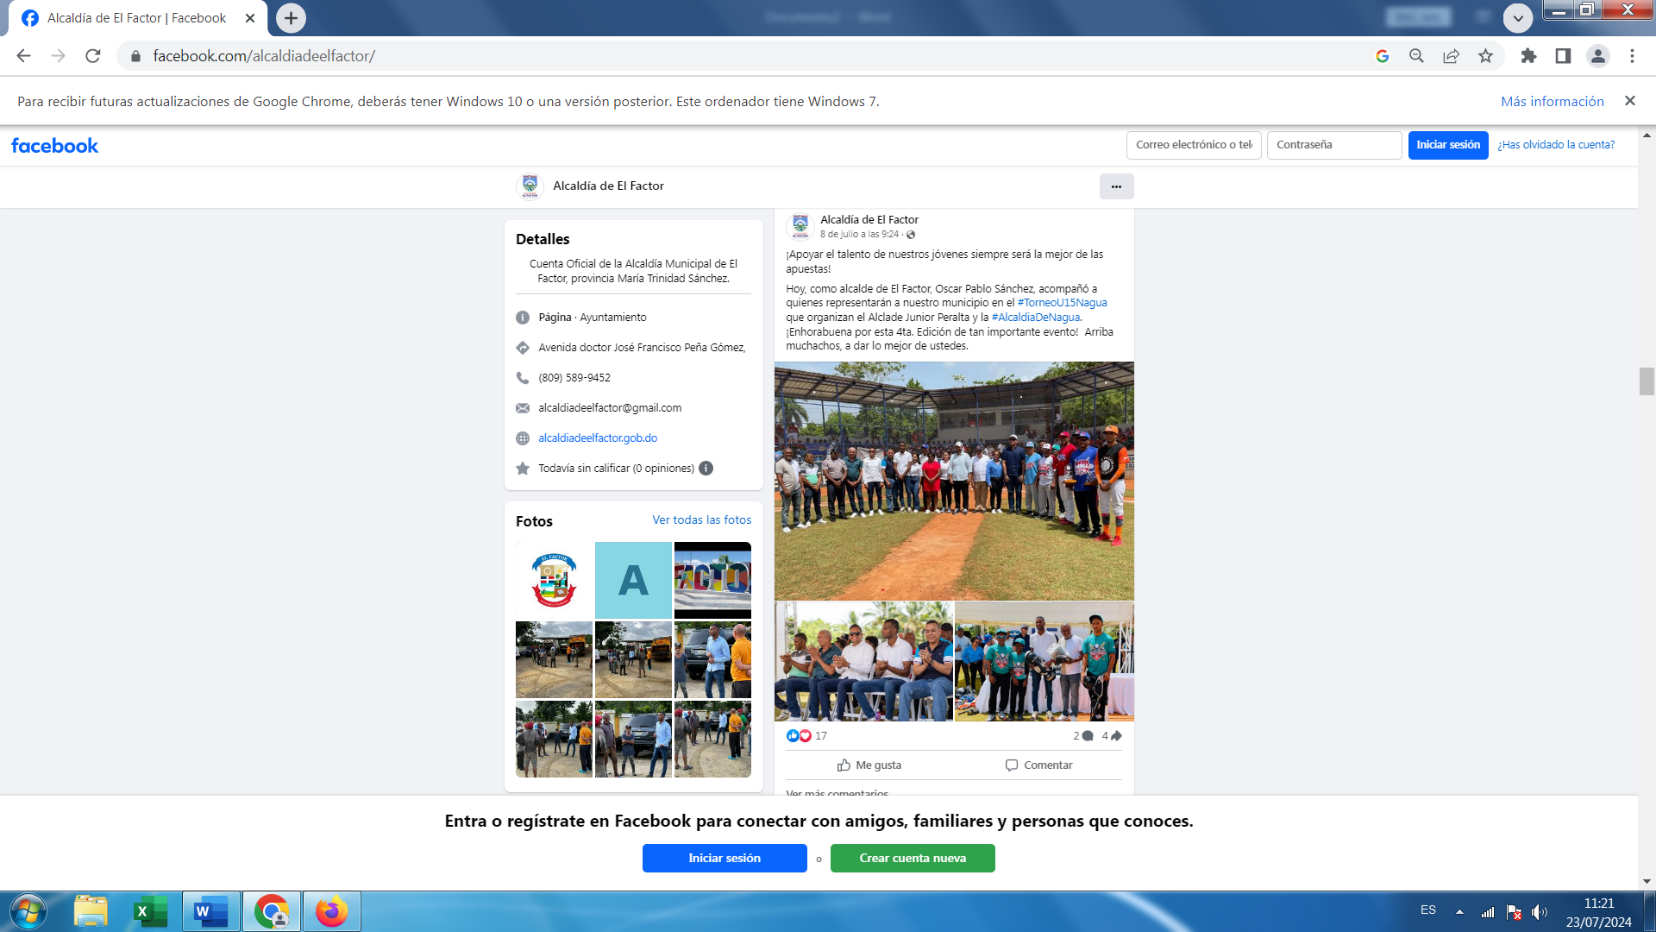 Alcaldía de El Factor | Facebook
Documento2 - Word
facebook.com/alcaldiadeelfactor/
Para recibir futuras actualizaciones de Google Chrome, deberás tener Windows 10 o una versión posterior. Este ordenador tiene Windows 7.
Más información
facebook
Correo electrónico o tel
Contraseña
Iniciar sesión
¿Has olvidado la cuenta?
Alcaldía de El Factor
...
Detalles
Cuenta Oficial de la Alcaldía Municipal de El
Factor, provincia María Trinidad Sánchez.
Página · Ayuntamiento
Avenida doctor José Francisco Peña Gómez,
(809) 589-9452
alcaldiadeelfactor@gmail.com
alcaldiadeelfactor.gob.do
Todavía sin calificar (0 opiniones)
Fotos
Ver todas las fotos
EL FACTOR
A
FACTO
Alcaldía de El Factor
8 de julio a las 9:24 ·
¡Apoyar el talento de nuestros jóvenes siempre será la mejor de las
apuestas!
Hoy, como alcalde de El Factor, Oscar Pablo Sánchez, acompañó a
quienes representarán a nuestro municipio en el #TorneoU15Nagua
que organizan el Alclade Junior Peralta y la #AlcaldiaDeNagua.
¡Enhorabuena por esta 4ta. Edición de tan importante evento! Arriba
muchachos, a dar lo mejor de ustedes.
17
2
4
Me gusta
Comentar
Ver más comentarios
Entra o regístrate en Facebook para conectar con amigos, familiares y personas que conoces.
Iniciar sesión
o
Crear cuenta nueva
ES
11:21
23/07/2024